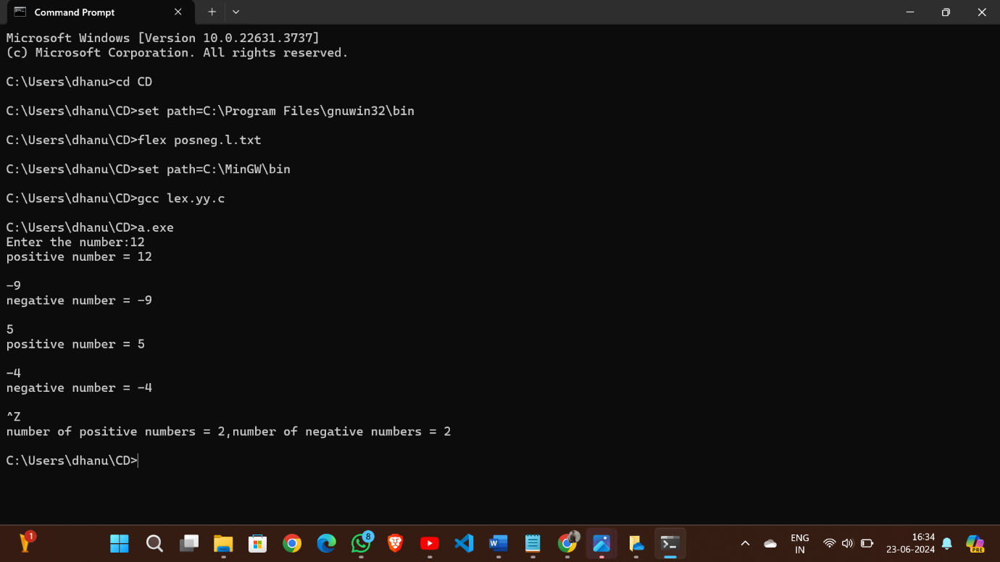 Command Prompt
Microsoft Windows [Version 10.0.22631.3737]
(c) Microsoft Corporation. All rights reserved.
C:\Users\dhanu>cd CD
C:\Users\dhanu\CD>set path=C:\Program Files\gnuwin32\bin
C:\Users\dhanu\CD>flex posneg.l.txt
C:\Users\dhanu\CD>set path=C:\MinGW\bin
C:\Users\dhanu\CD>gcc lex.yy.c
C:\Users\dhanu\CD>a.exe
Enter the number:12
positive number = 12
-9
negative number = -9
5
positive number = 5
-4
negative number = -4
^Z
number of positive numbers = 2,number of negative numbers = 2
C:\Users\dhanu\CD>
1
8
W
ENG
IN
16:34
23-06-2024
PRE